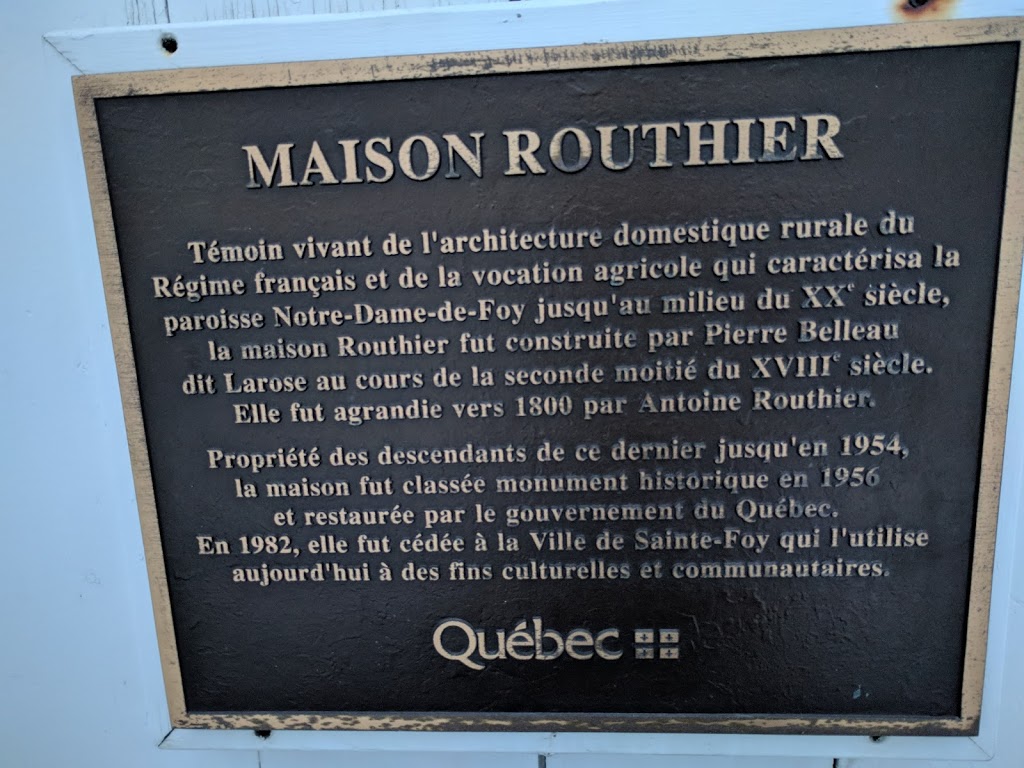 MAISON ROUTHIER
Témoin vivant de l'architecture domestique rurale du
Régime français et de la vocation agricole qui caractérisa la
paroisse Notre-Dame-de-Foy jusqu'au milieu du XXe siècle,
la maison Routhier fut construite par Pierre Belleau
dit Larose au cours de la seconde moitié du XVIIIe siècle.
Elle fut agrandie vers 1800 par Antoine Routhier.
Propriété des descendants de ce dernier jusqu'en 1954,
la maison fut classée monument historique en 1956
et restaurée par le gouvernement du Québec.
En 1982, elle fut cédée à la Ville de Sainte-Foy qui l'utilise
aujourd'hui à des fins culturelles et communautaires.
Québec